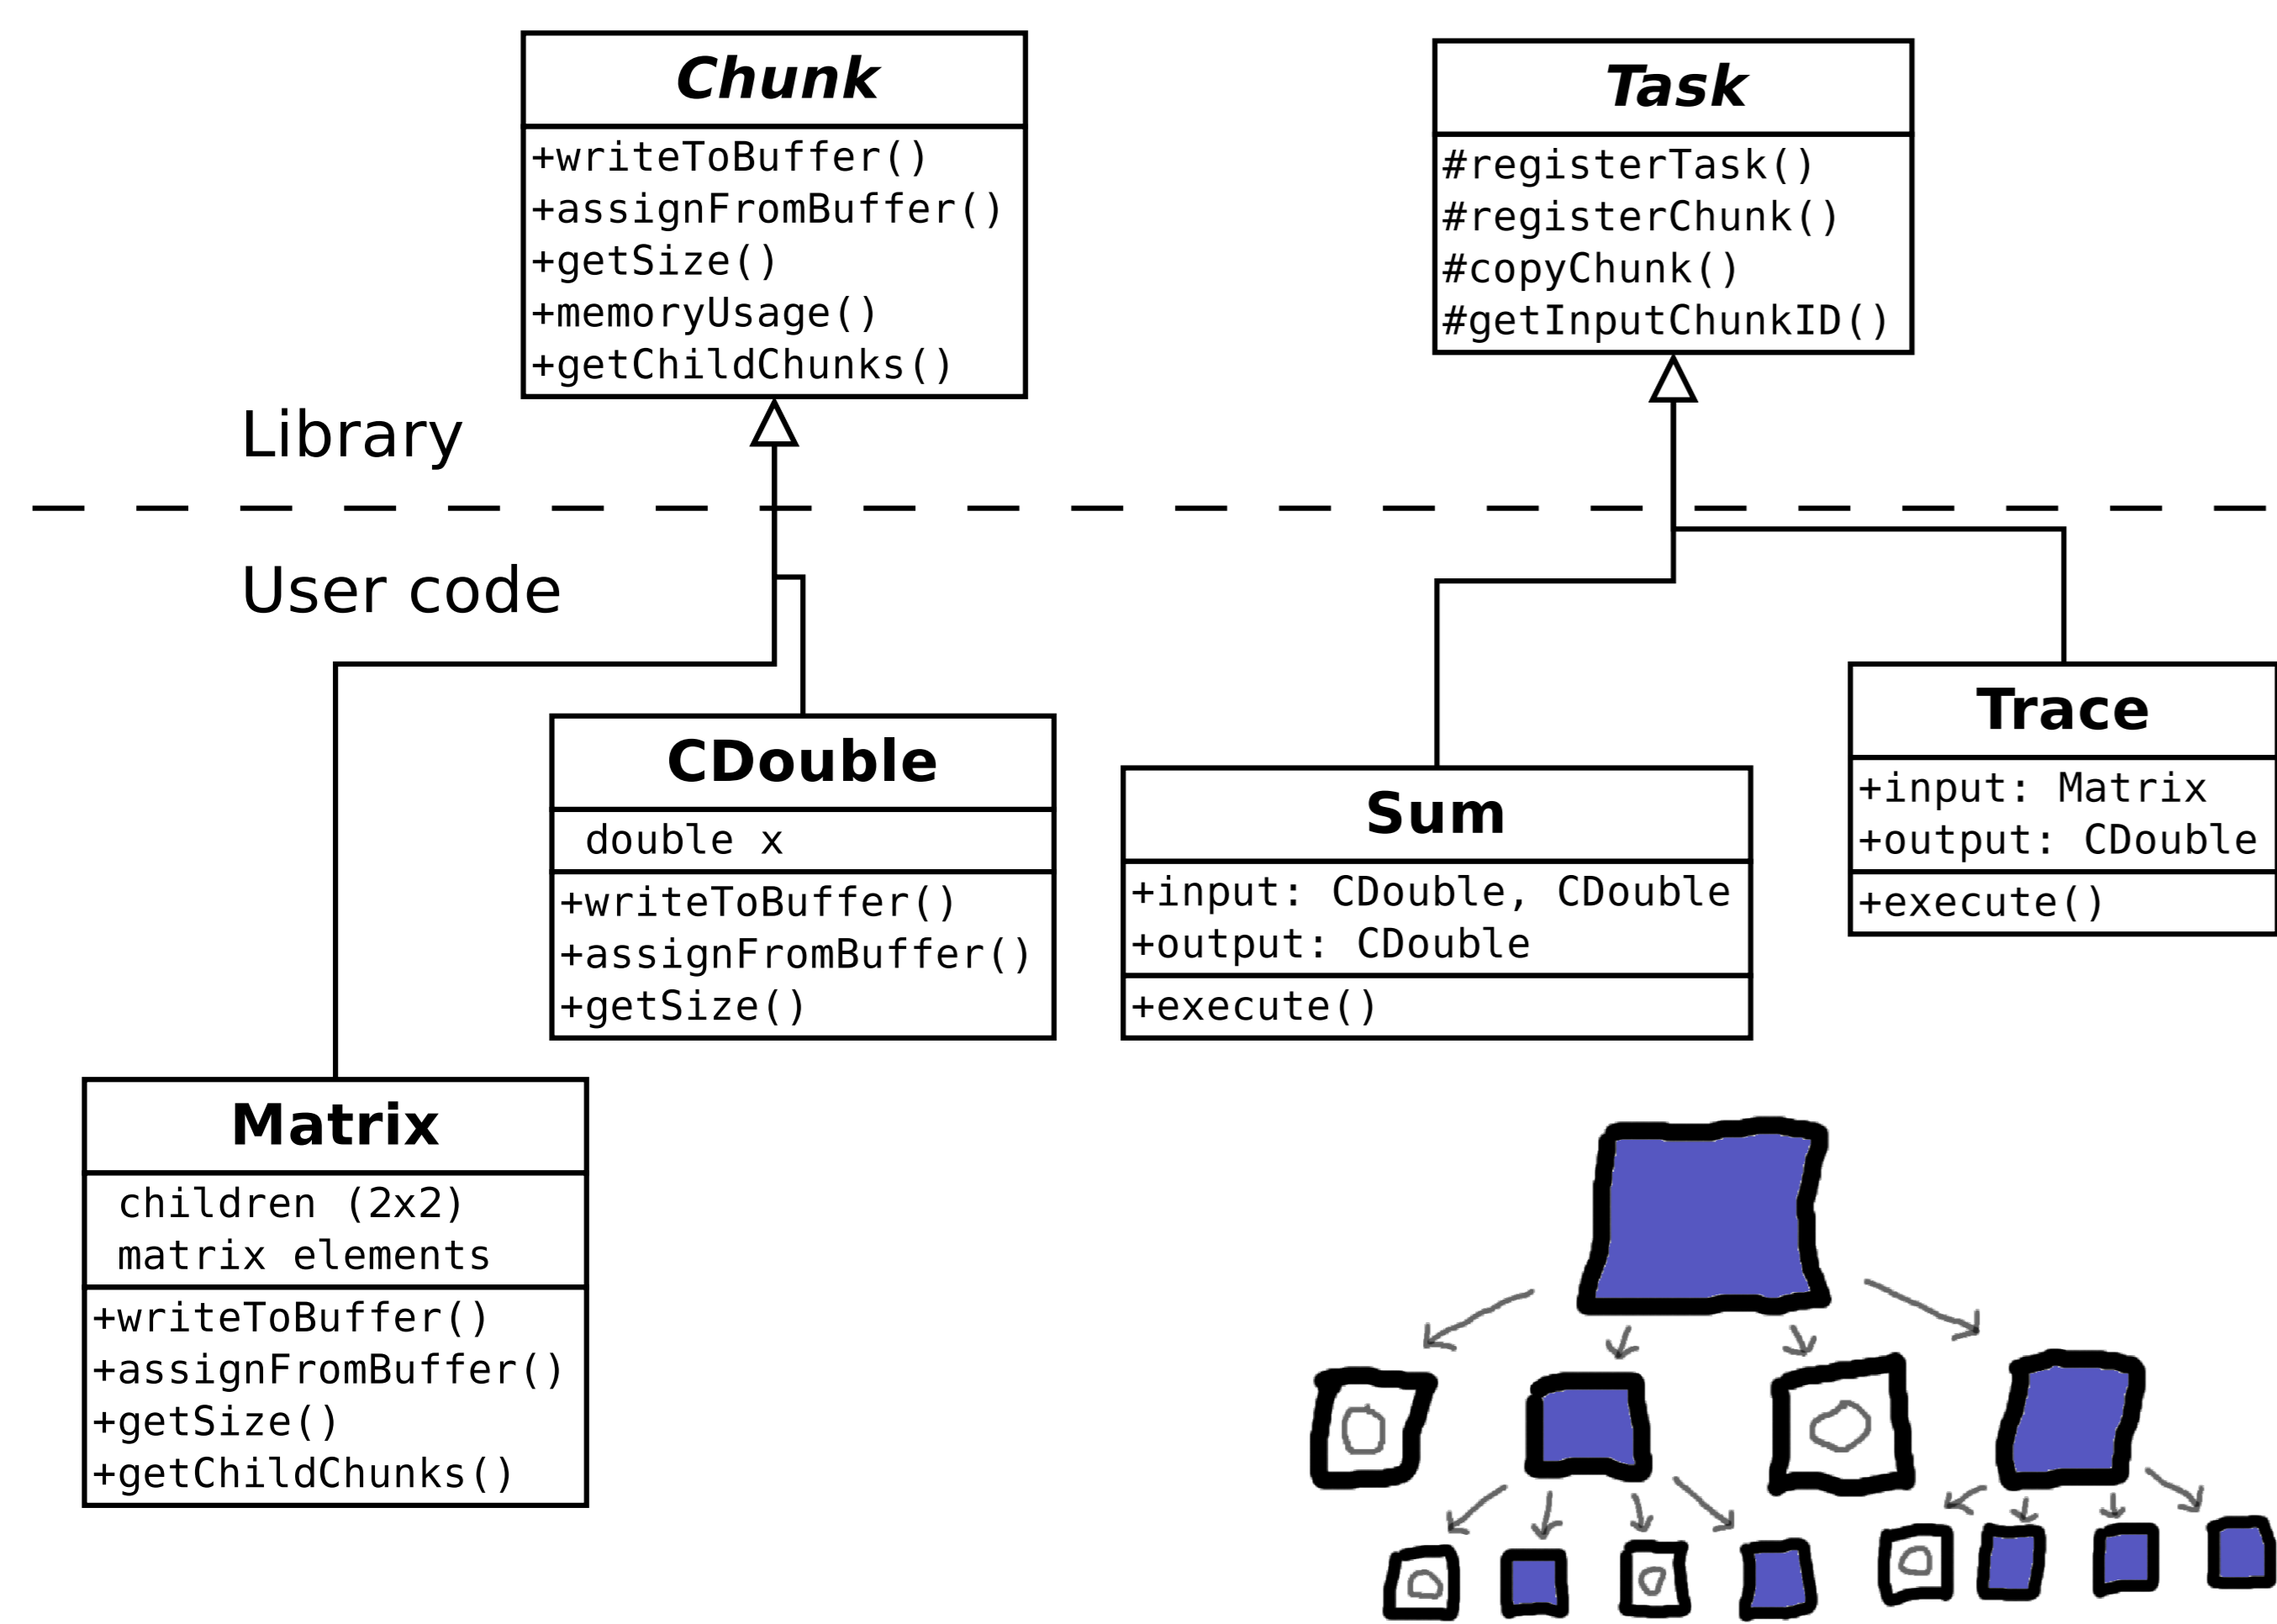 Chunk
+writeToBuffer()
+assignFromBuffer()
+getSize()
+memoryUsage()
+getChildChunks()
Task
#registerTask()
#registerChunk()
#copyChunk()
#getInputChunkID()
Library
User code
CDouble
double x
+writeToBuffer()
+assignFromBuffer()
+getSize()
Sum
+input: CDouble, CDouble
+output: CDouble
+execute()
Trace
+input: Matrix
+output: CDouble
+execute()
Matrix
children (2x2)
matrix elements
+writeToBuffer()
+assignFromBuffer()
+getSize()
+getChildChunks()